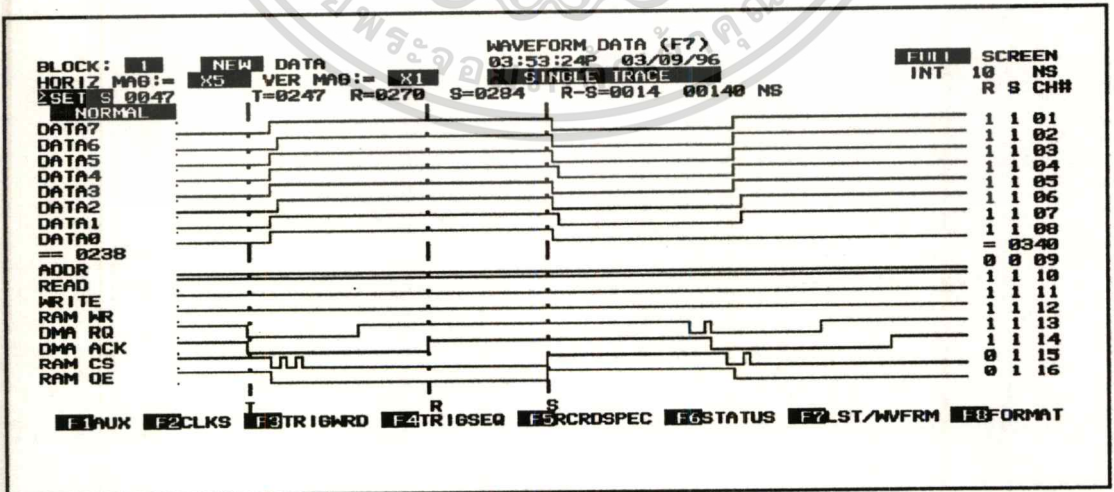 WAVEFORM DATA (F7)
BLOCK: 1 NEW DATA 03:53:24P 03/09/96 FULL SCREEN
HORIZ MAG:= X5 VER MAG:= X1 SINGLE TRACE INT 10 NS
ΣSET S 0047 T=0247 R=0270 S=0284 R-S=0014 00140 NS R S CH#
NORMAL
DATA7 1 1 01
DATA6 1 1 02
DATA5 1 1 03
DATA4 1 1 04
DATA3 1 1 05
DATA2 1 1 06
DATA1 1 1 07
DATA0 1 1 08
== 0238 = 0340
ADDR 0 0 09
READ 1 1 10
WRITE 1 1 11
RAM WR 1 1 12
DMA RQ 1 1 13
DMA ACK 1 1 14
RAM CS 0 1 15
RAM OE 0 1 16
T R S
F1AUX F2CLKS F3TRIGWRD F4TRIGSEQ F5RCRDSPEC F6STATUS F7LST/WVFRM F8FORMAT